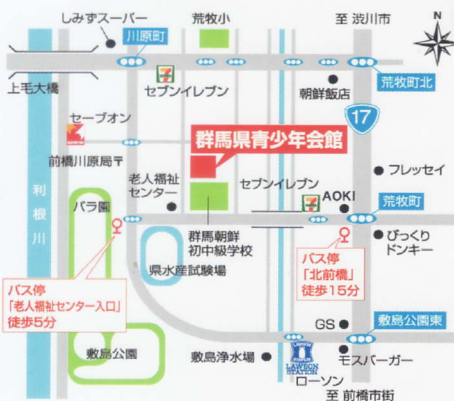 しみずスーパー
荒牧小
至 渋川市
N
川原町
上毛大橋
セブンイレブン
朝鮮飯店
荒牧町北
17
セーブオン
前橋川原局〒
群馬県青少年会館
フレッセイ
老人福祉
センター
セブンイレブン
AOKI
荒牧町
バラ園
利根川
群馬朝鮮
初中級学校
びっくり
ドンキー
県水産試験場
バス停
「北前橋」
徒歩15分
バス停
「老人福祉センター入口」
徒歩5分
GS
敷島公園東
敷島公園
敷島浄水場
LAWSON
STATION
ローソン
モスバーガー
至 前橋市街